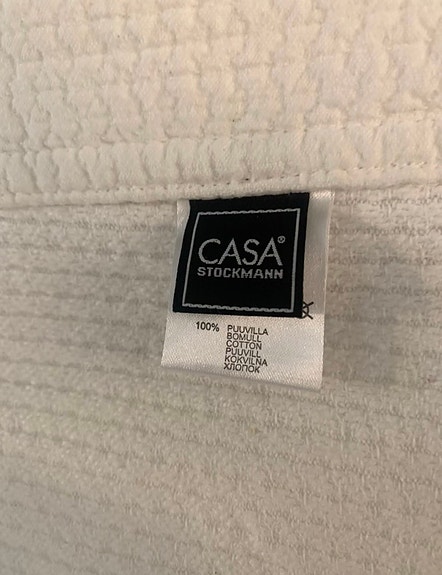 CASA®
STOCKMANN
100% PUUVILLA
BOMULL
COTTON
PUUVILL
KOKVILNA
ХЛОПОК